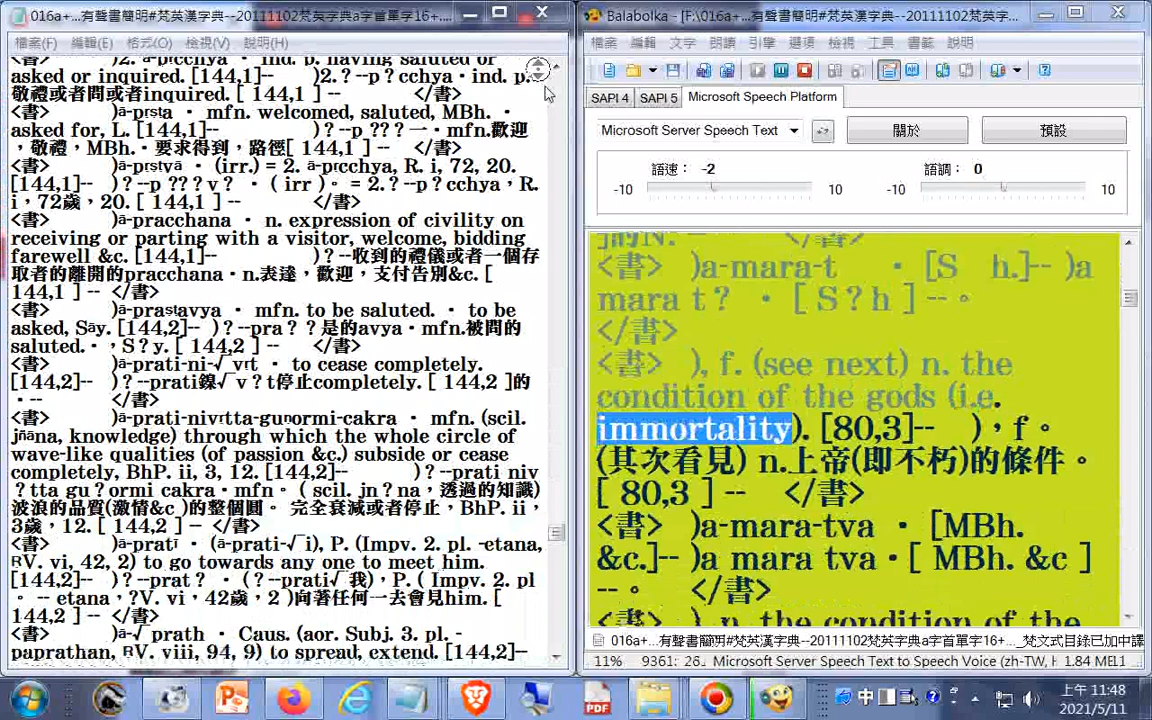 有聲書簡明#梵英漢字典--20111102梵英字典a字首單字16+...
檔案(F) 編輯(E) 格式(O) 檢視(V) 說明(H)
<書> )2. ā-pṛcchya · ind. p. having saluted or
asked or inquired. [144,1] )2. ? --p ?cchya · ind. p.
敬禮或者問或者inquired. [ 144,1 ] -- </書>
<書> )ā-pṛṣṭa · mfn. welcomed, saluted, MBh. ·
asked for, L. [144,1]-- )? --p ???一 · mfn.歡迎
，敬禮，MBh.·要求得到，路徑[ 144,1 ] -- </書>
<書> )ā-pṛṣṭvā · (irr.) = 2. ā-pṛcchya, R. i, 72, 20.
[144,1]-- )? --p ???v ? · ( irr )。 = 2.? --p ?cchya，R.
i，72歲，20. [ 144,1 ] -- </書>
<書> )ā-pracchana · n. expression of civility on
receiving or parting with a visitor, welcome, bidding
farewell &c. [144,1]-- )? --收到的禮儀或者一個存
取者的離開的pracchana · n.表達，歡迎，支付告別&c. [
144,1 ] -- </書>
<書> )ā-praṣṭavya · mfn. to be saluted. · to be
asked, Sāy. [144,2]-- )? --pra ? ?是的avya · mfn.被問的
saluted. ·，S ? y. [ 144,2 ] -- </書>
<書> )ā-prati-ni-√ vṛt · to cease completely.
[144,2]-- )? --prati鎳√ v ? t停止completely. [ 144,2 ]的
· -- </書>
<書> )ā-prati-nivṛtta-guṇormi-cakra · mfn. (scil.
jñāna, knowledge) through which the whole circle of
wave-like qualities (of passion &c.) subside or cease
completely, BhP. ii, 3, 12. [144,2]-- )? --prati niv
? tta gu ? ormi cakra · mfn。 ( scil. jn ? na，透過的知識)
波浪的品質(激情&c )的整個圓。 完全衰減或者停止，BhP. ii，
3歲，12. [ 144,2 ] -- </書>
<書> )ā-pratī · (ā-prati-√ i), P. (Impv. 2. pl. -etana,
ṚV. vi, 42, 2) to go towards any one to meet him.
[144,2]-- )? --prat ? · (? --prati√ 我)，P. ( Impv. 2. pl
。 -- etana，?V. vi，42歲，2 )向著任何一去會見him. [
144,2 ] -- </書>
<書> )ā-√ prath · Caus. (aor. Subj. 3. pl. -
paprathan, ṚV. viii, 94, 9) to spread, extend. [144,2]--
Balabolka - [F:\016a+...有聲書簡明#梵英漢字典--20111102梵英字...
檔案 編輯 文字 朗讀 引擎 選項 檢視 工具 書籤 說明
SAPI 4 SAPI 5 Microsoft Speech Platform
Microsoft Server Speech Text 關於 預設
語速： -2 語調： 0
-10 10 -10 10
]的N. -- </書>
<書> )a-mara-t · [S h.]-- )a
mara t ? · [ S ? h ] --。
</書>
<書> ), f. (see next) n. the
condition of the gods (i.e.
immortality). [80,3]-- )，f。
(其次看見) n.上帝(即不朽)的條件。
[ 80,3 ] -- </書>
<書> )a-mara-tva · [MBh.
&c.]-- )a mara tva · [ MBh. &c ]
-- </書>
<書> ), n. the condition of the
016a+...有聲書簡明#梵英漢字典--20111102梵英字典a字首單字16+..._梵文式目錄已加中譯
11% 9361: 26 Microsoft Server Speech Text to Speech Voice (zh-TW, H 1.84 MB
中
上午 11:48
2021/5/11